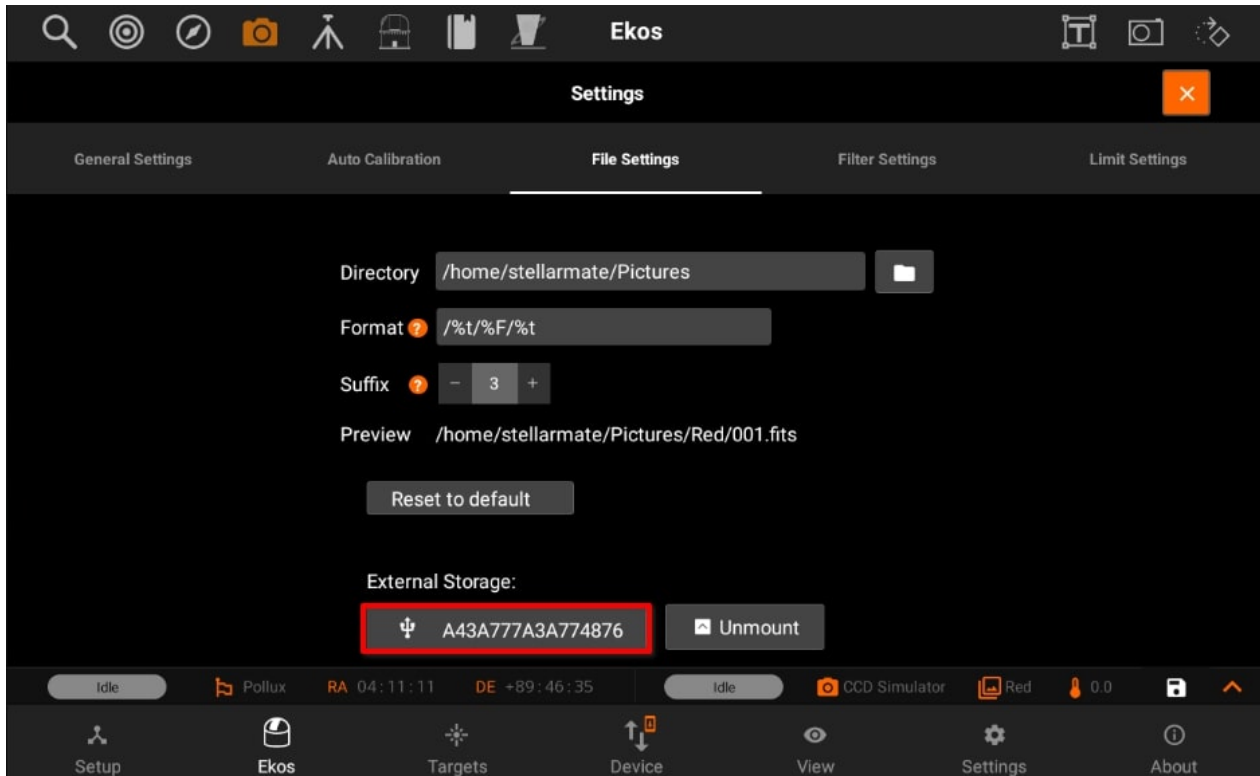 Ekos
Settings
General Settings Auto Calibration File Settings Filter Settings Limit Settings
Directory /home/stellarmate/Pictures
Format ? /%t/%F/%t
Suffix ? - 3 +
Preview /home/stellarmate/Pictures/Red/001.fits
Reset to default
External Storage:
A43A777A3A774876 Unmount
Idle Pollux RA 04:11:11 DE +89:46:35 Idle CCD Simulator Red 0.0
Setup Ekos Targets Device View Settings About